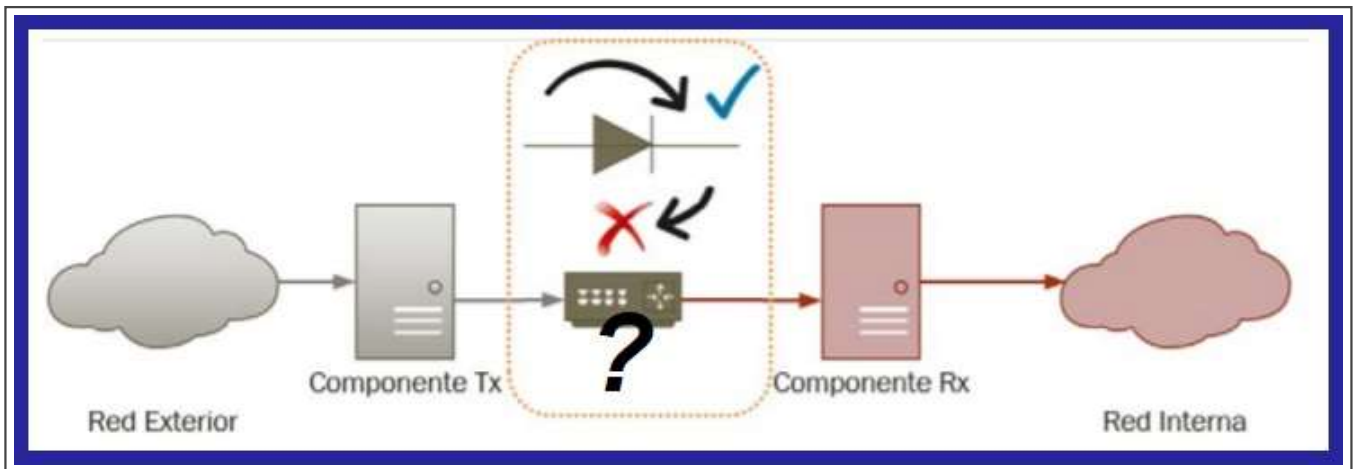 ?
Componente Tx
Componente Rx
Red Exterior
Red Interna